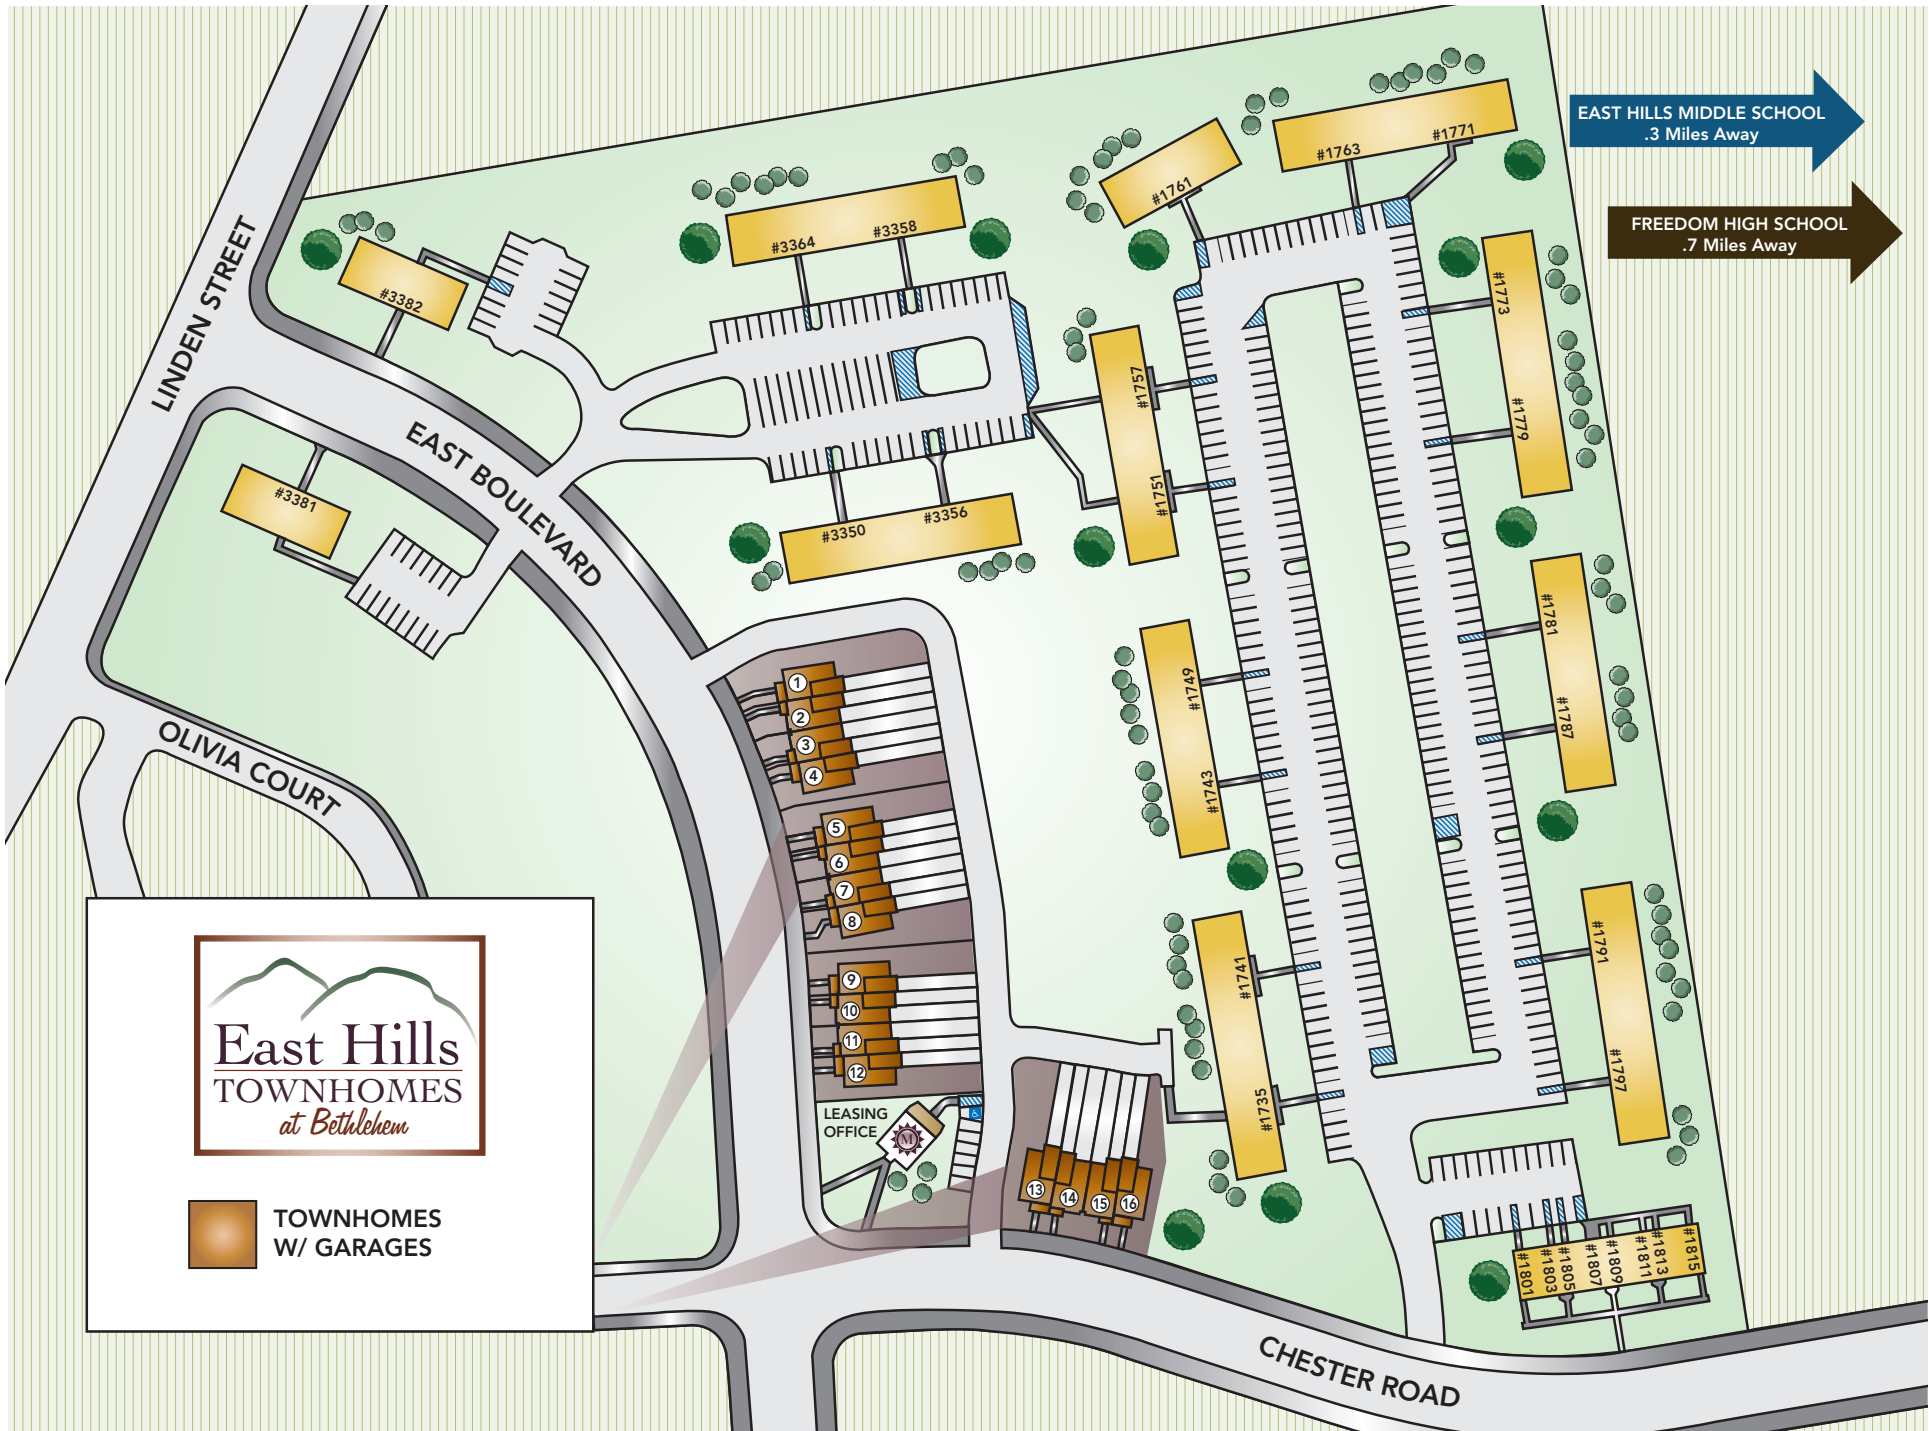 EAST HILLS MIDDLE SCHOOL
.3 Miles Away
FREEDOM HIGH SCHOOL
.7 Miles Away
LINDEN STREET
EAST BOULEVARD
OLIVIA COURT
CHESTER ROAD
#3382
#3381
#3364
#3358
#3350
#3356
#1761
#1763
#1771
#1773
#1779
#1757
#1751
#1781
#1787
#1749
#1743
#1791
#1797
#1741
#1735
#1801
#1803
#1805
#1807
#1809
#1811
#1813
#1815
1
2
3
4
5
6
7
8
9
10
11
12
13
14
15
16
LEASING
OFFICE
M
East Hills
TOWNHOMES
at Bethlehem
TOWNHOMES
W/ GARAGES